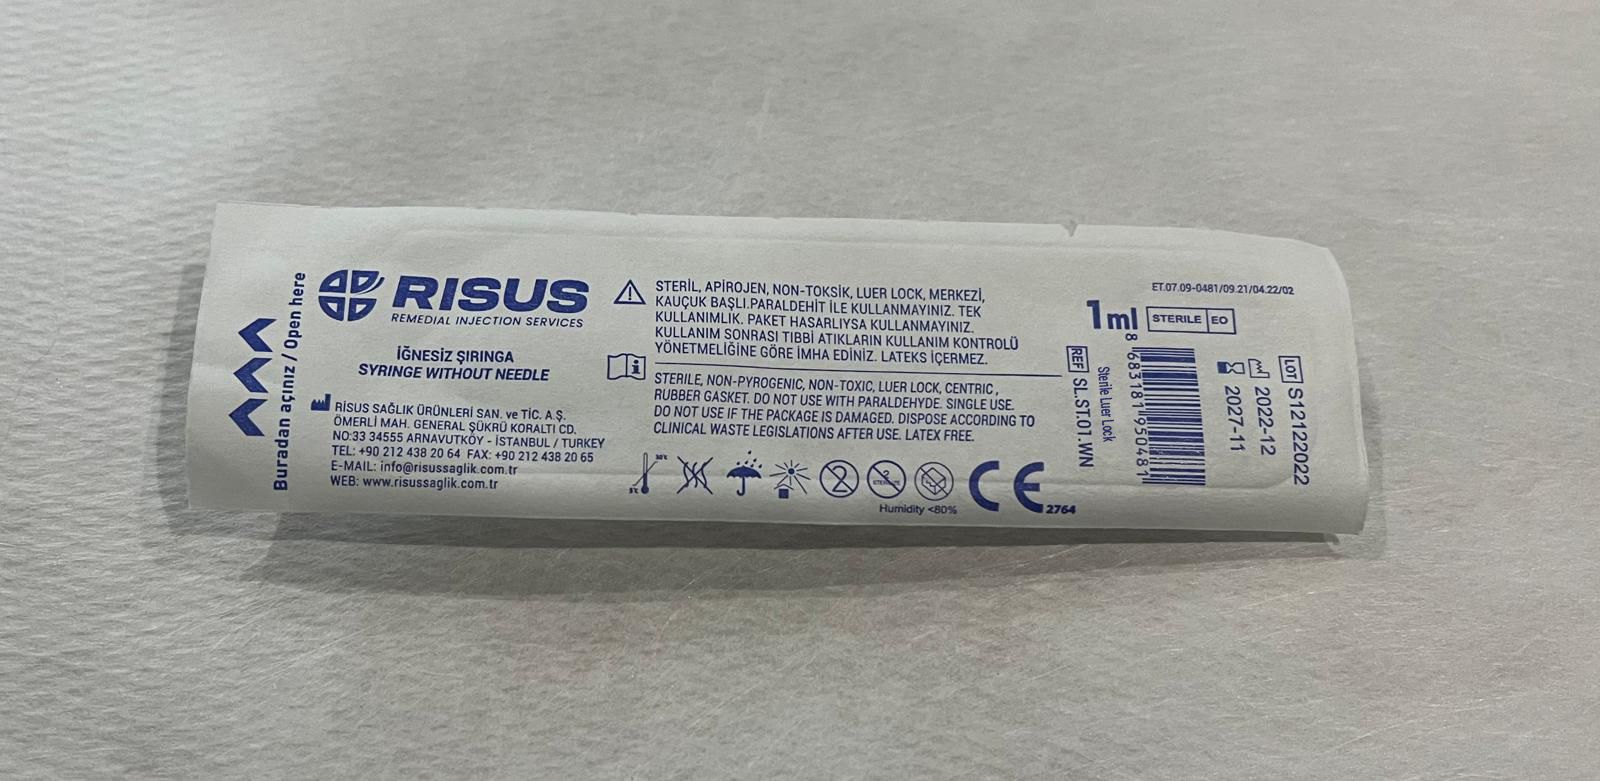 Buradan açınız / Open here
RISUS
REMEDIAL INJECTION SERVICES
İĞNESİZ ŞIRINGA
SYRINGE WITHOUT NEEDLE
RİSUS SAĞLIK ÜRÜNLERİ SAN. ve TİC. A.Ş.
ÖMERLİ MAH. GENERAL ŞÜKRÜ KORALTI CD.
NO:33 34555 ARNAVUTKÖY - İSTANBUL / TURKEY
TEL: +90 212 438 20 64 FAX: +90 212 438 20 65
E-MAIL: info@risussaglik.com.tr
WEB: www.risussaglik.com.tr
STERİL, APİROJEN, NON-TOKSİK, LUER LOCK, MERKEZİ,
KAUÇUK BAŞLI.PARALDEHİT İLE KULLANMAYINIZ. TEK
KULLANIMLIK. PAKET HASARLIYSA KULLANMAYINIZ.
KULLANIM SONRASI TIBBİ ATIKLARIN KULLANIM KONTROLÜ
YÖNETMELİĞİNE GÖRE İMHA EDİNİZ. LATEKS İÇERMEZ.
STERILE, NON-PYROGENIC, NON-TOXIC, LUER LOCK, CENTRIC,
RUBBER GASKET. DO NOT USE WITH PARALDEHYDE. SINGLE USE.
DO NOT USE IF THE PACKAGE IS DAMAGED. DISPOSE ACCORDING TO
CLINICAL WASTE LEGISLATIONS AFTER USE. LATEX FREE.
5°C 30°C
2
2
STERILIZE
Humidity <80%
CE 2764
ET.07.09-0481/09.21/04.22/02
1ml STERILE EO
REF SL.ST.01.WN
Sterile Luer Lock
8 683181 950481
2027-11
2022-12
LOT S12122022